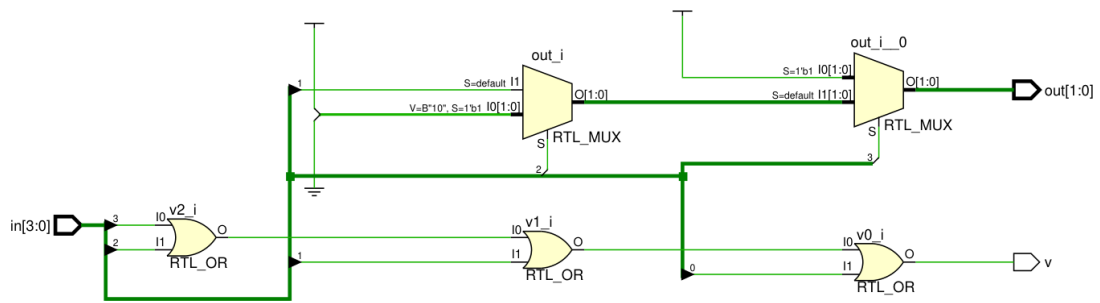 out_i
S=default I1
V=B"10", S=1'b1 I0[1:0]
O[1:0]
S
RTL_MUX
1
2
out_i__0
S=1'b1 I0[1:0]
S=default I1[1:0]
O[1:0]
S
RTL_MUX
3
out[1:0]
in[3:0]
3
2
v2_i
I0
I1
O
RTL_OR
1
v1_i
I0
I1
O
RTL_OR
0
v0_i
I0
I1
O
RTL_OR
v